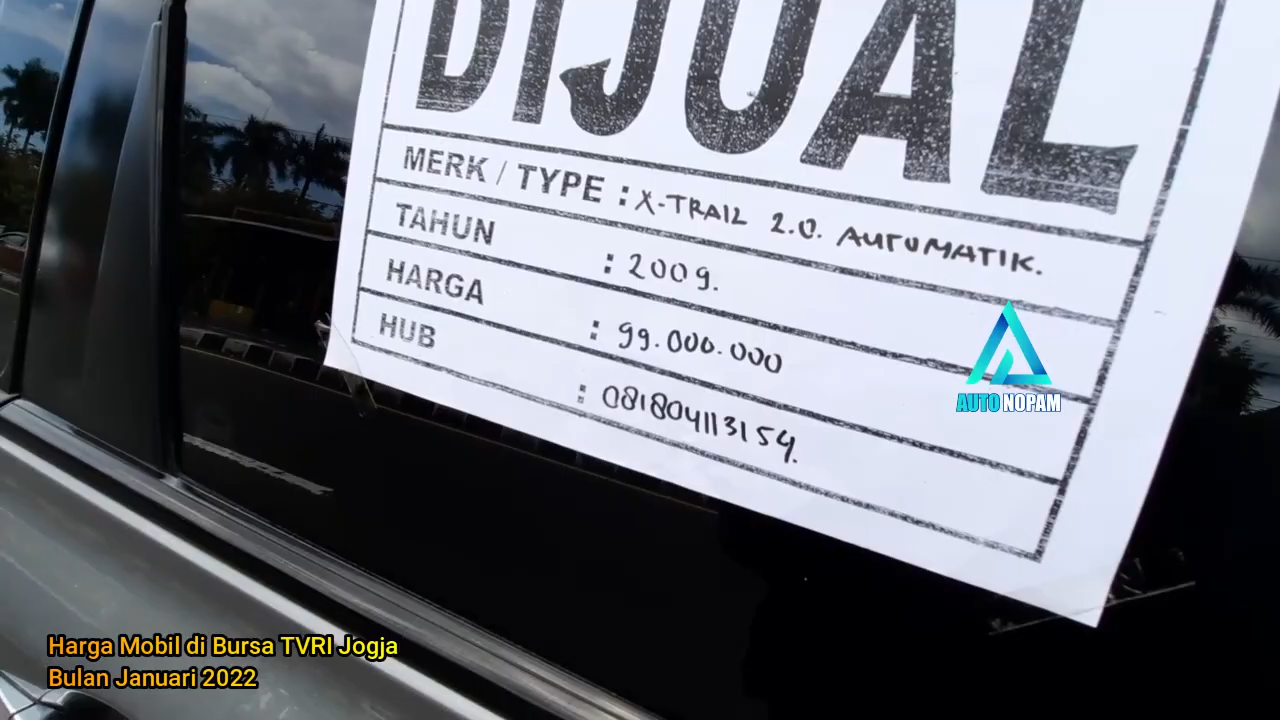 DIJUAL
MERK / TYPE : X-TRAIL 2.0. AUTOMATIK.
TAHUN : 2009.
HARGA : 99.000.000
HUB : 081804113154.
AUTO NOPAM
Harga Mobil di Bursa TVRI Jogja
Bulan Januari 2022